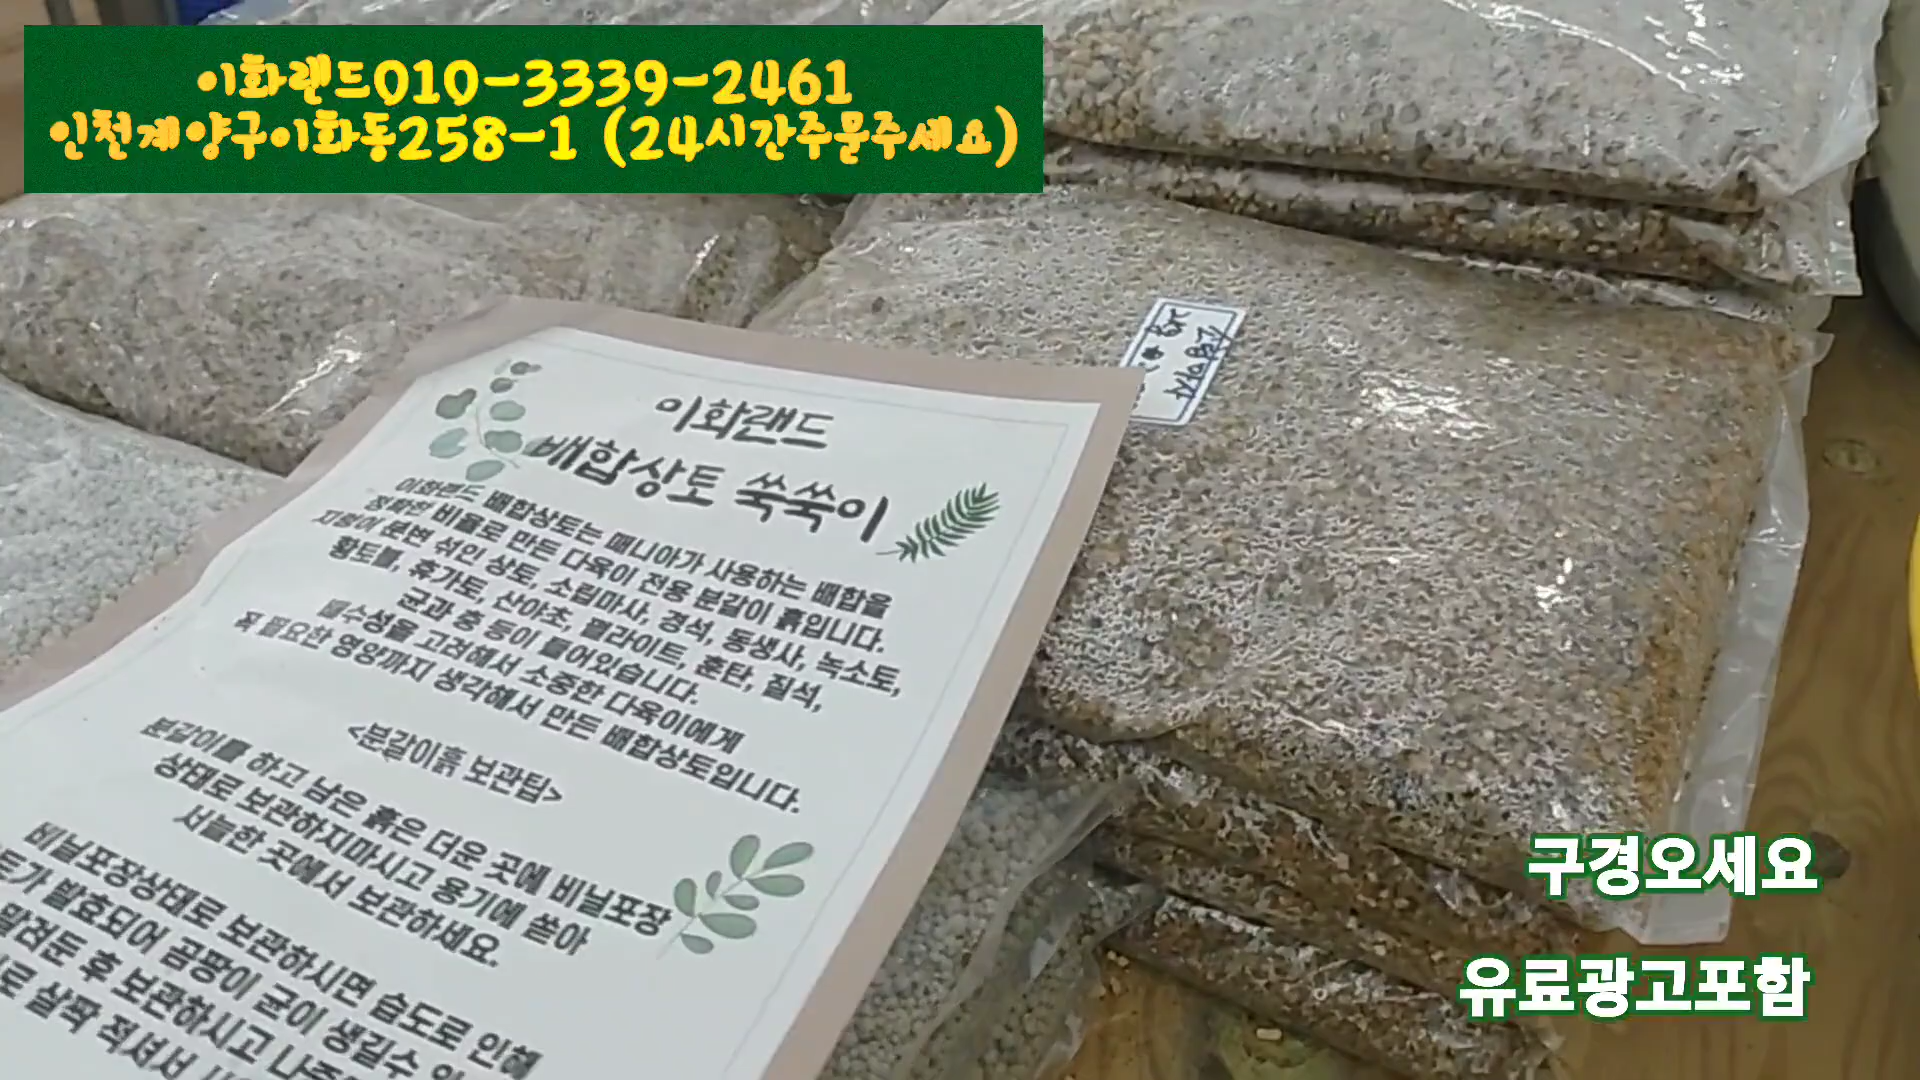 이화랜드010-3339-2461
인천계양구이화동258-1 (24시간주문주세요)
이화랜드
배합상토 쑥쑥이
이화랜드 배합상토는 매니아가 사용하는 배합을
정확한 비율로 만든 다육이 전용 분갈이 흙입니다.
지렁이 분변 섞인 상토, 소립마사, 경석, 동생사, 녹소토,
황토볼, 휴가토, 산야초, 펄라이트, 훈탄, 질석,
균과 충 등이 들어있습니다.
수성을 고려해서 소중한 다육이에게
꼭 필요한 영양까지 생각해서 만든 배합상토입니다.
<분갈이흙 보관팁>
분갈이를 하고 남은 흙은 더운 곳에 비닐포장
상태로 보관하지마시고 용기에 쏟아
서늘한 곳에서 보관하세요.
비닐포장상태로 보관하시면 습도로 인해
토가 발효되어 곰팡이 균이 생길수
말려둔 후 보관하시고
로 살짝 적셔서
구경오세요
유료광고포함